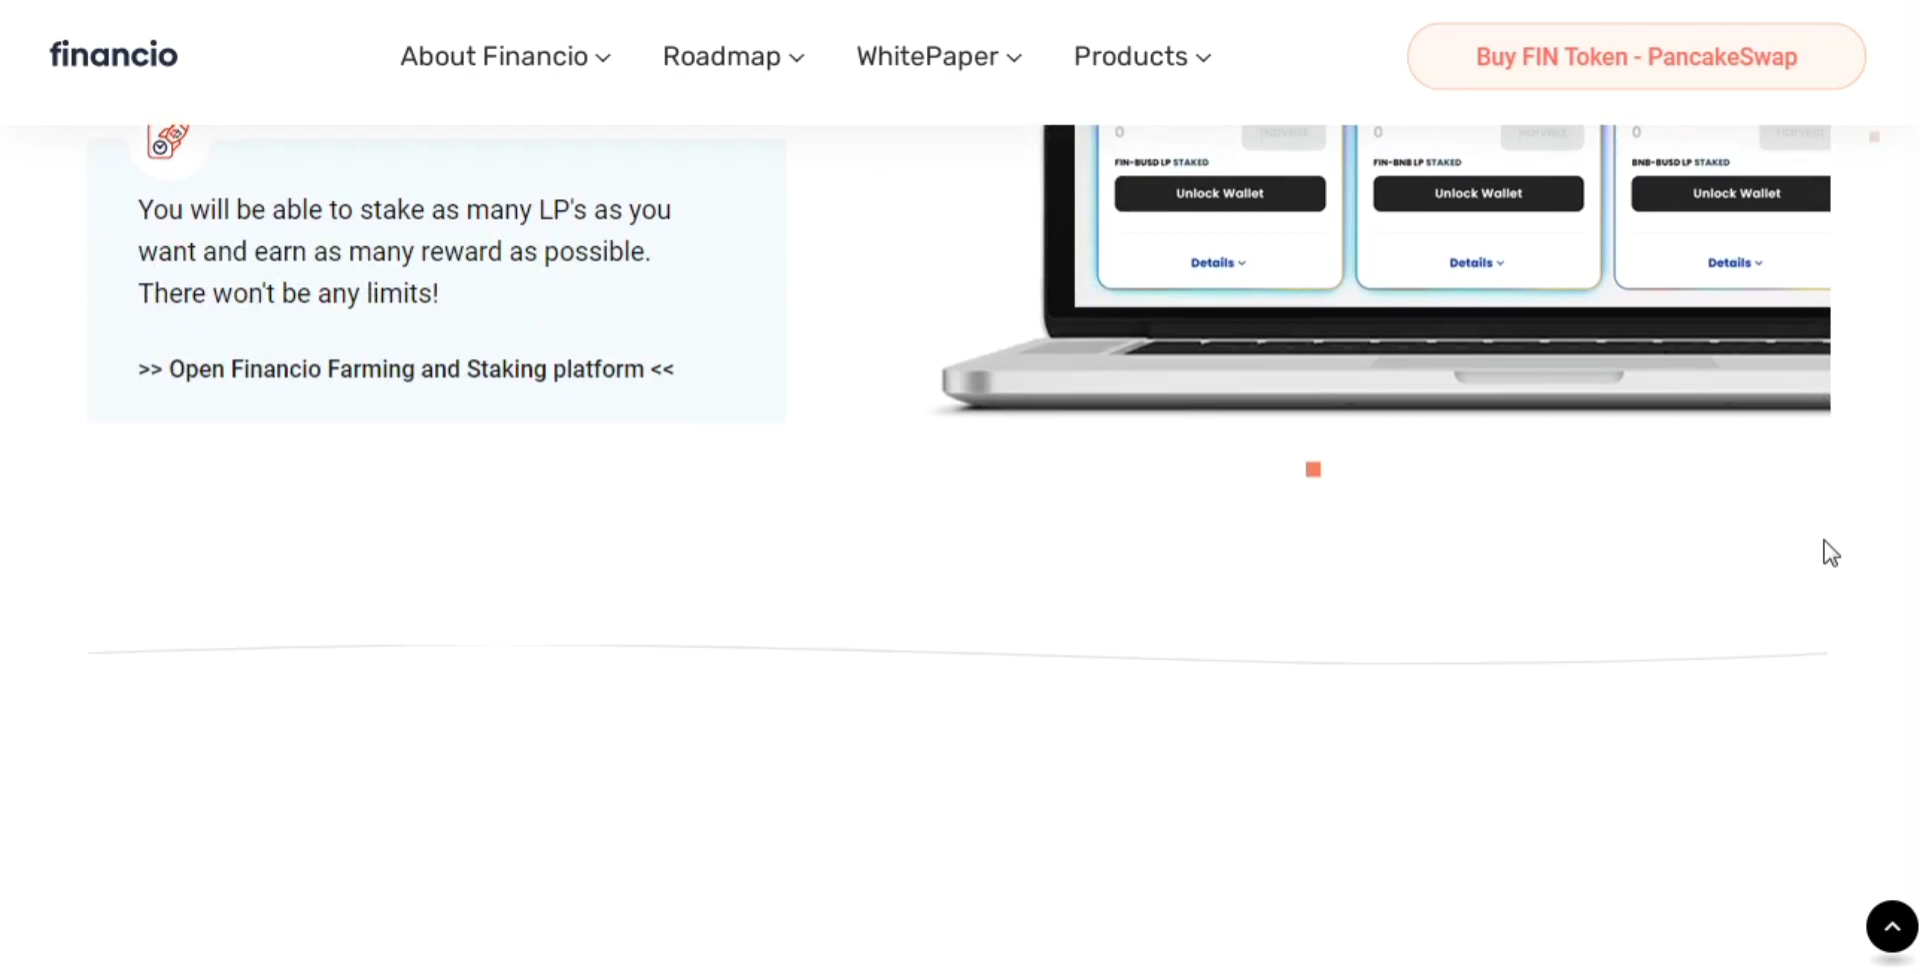 financio
About Financio
Roadmap
WhitePaper
Products
Buy FIN Token - PancakeSwap
0
Harvest
0
Harvest
0
Harvest
FIN-BUSD LP STAKED
FIN-BNB LP STAKED
BNB-BUSD LP STAKED
Unlock Wallet
Unlock Wallet
Unlock Wallet
Details
Details
Details
You will be able to stake as many LP's as you
want and earn as many reward as possible.
There won't be any limits!
>> Open Financio Farming and Staking platform <<